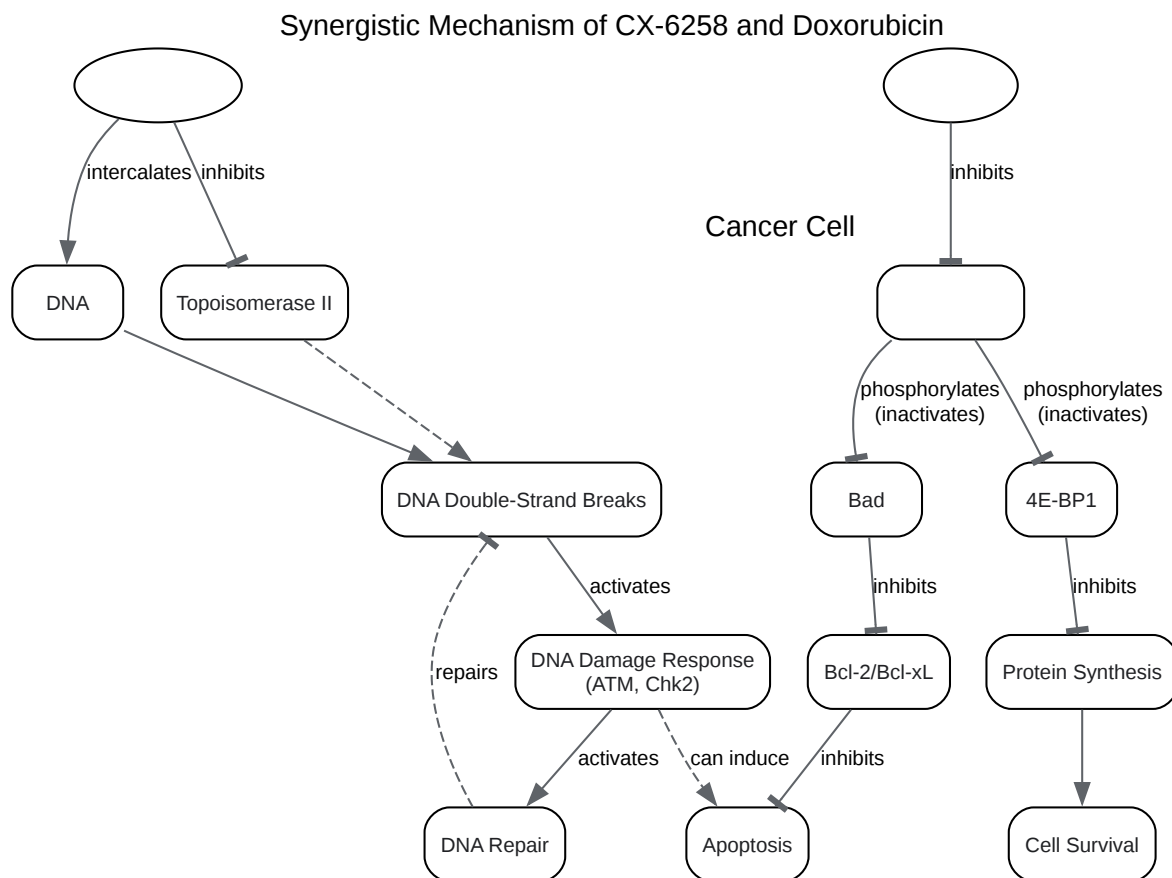 Synergistic Mechanism of CX-6258 and Doxorubicin
intercalates
inhibits
inhibits
Cancer Cell
DNA
Topoisomerase II
phosphorylates
(inactivates)
phosphorylates
(inactivates)
DNA Double-Strand Breaks
Bad
4E-BP1
activates
inhibits
inhibits
repairs
DNA Damage Response
(ATM, Chk2)
Bcl-2/Bcl-xL
Protein Synthesis
activates
can induce
inhibits
DNA Repair
Apoptosis
Cell Survival